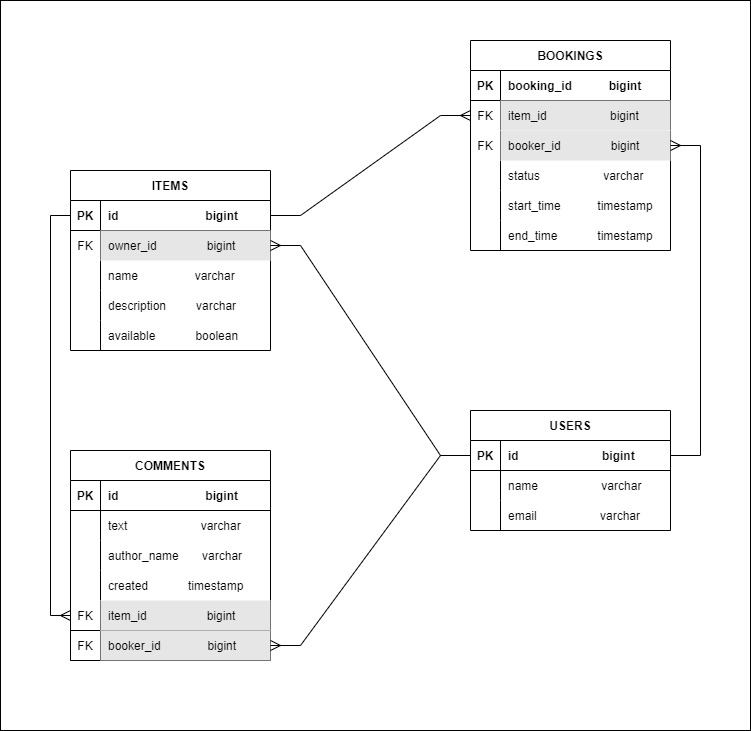 BOOKINGS
PK booking_id bigint
FK item_id bigint
FK booker_id bigint
status varchar
start_time timestamp
end_time timestamp
ITEMS
PK id bigint
FK owner_id bigint
name varchar
description varchar
available boolean
USERS
PK id bigint
name varchar
email varchar
COMMENTS
PK id bigint
text varchar
author_name varchar
created timestamp
FK item_id bigint
FK booker_id bigint